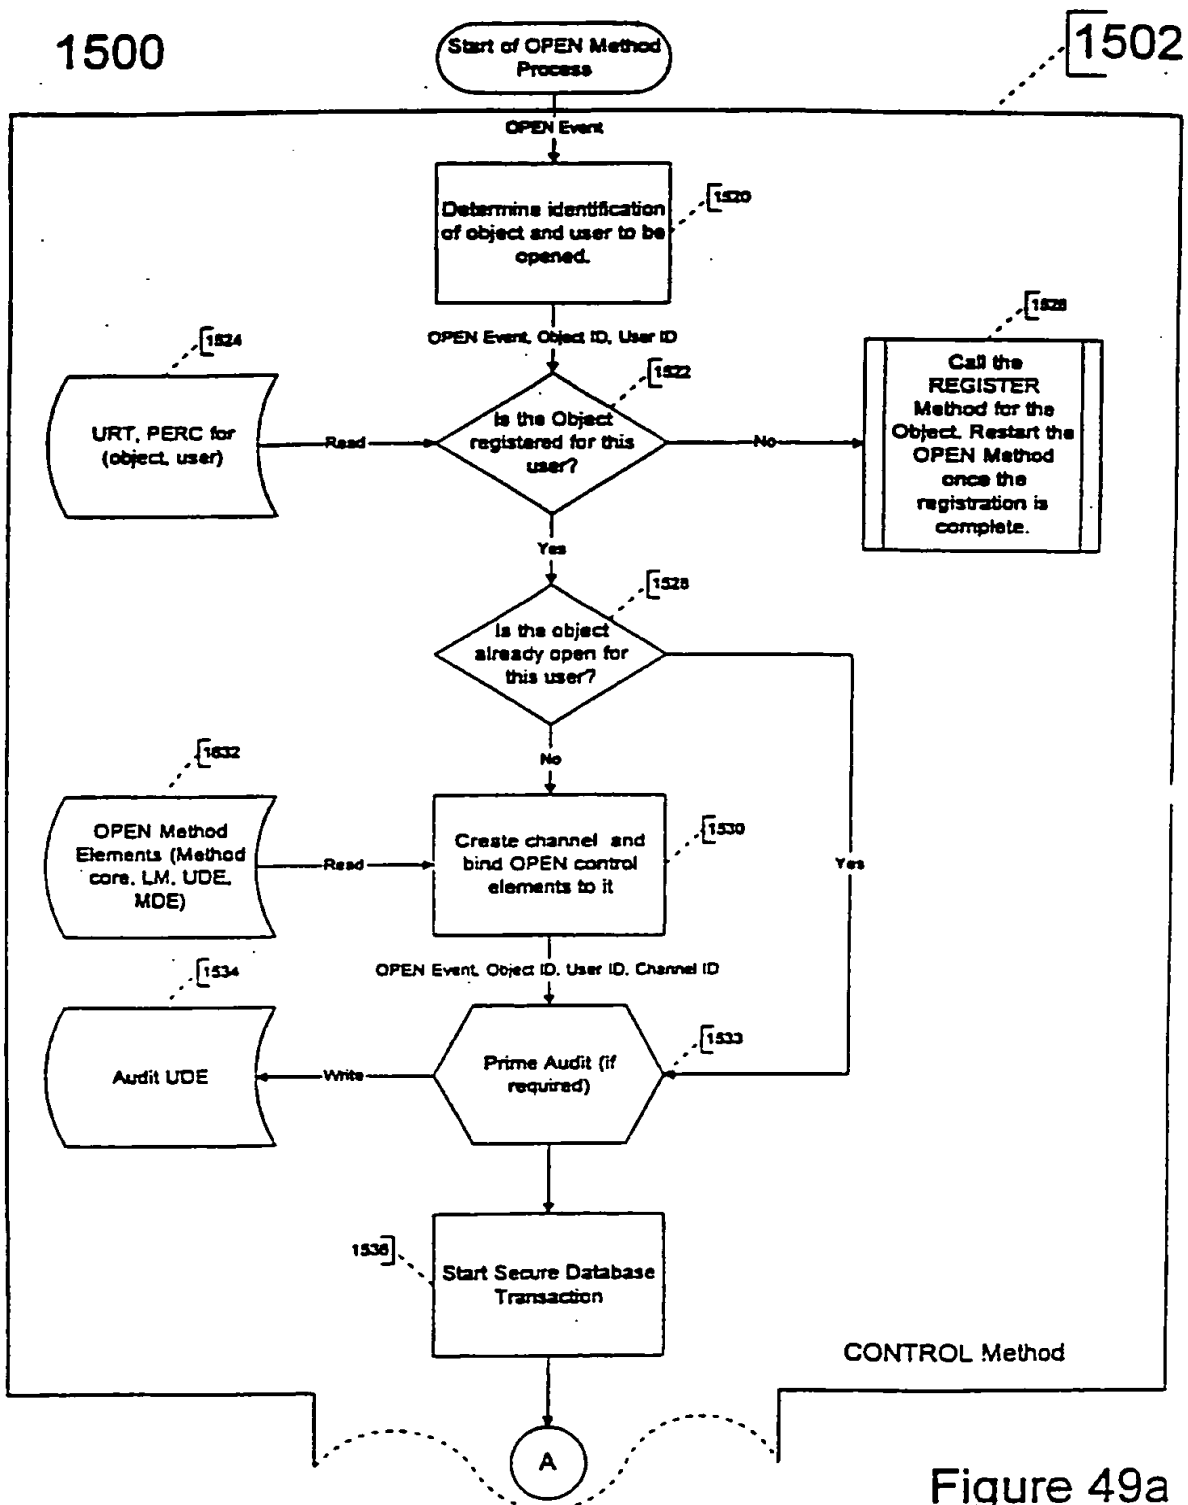 1500
1502
Start of OPEN Method
Process
OPEN Event
1520
Determine identification
of object and user to be
opened.
OPEN Event, Object ID, User ID
1524
1522
1526
URT, PERC for
(object, user)
Read
Is the Object
registered for this
user?
No
Call the
REGISTER
Method for the
Object. Restart the
OPEN Method
once the
registration is
complete.
Yes
1528
Is the object
already open for
this user?
No
Yes
1632
OPEN Method
Elements (Method
core, LM, UDE,
MDE)
Read
1530
Create channel and
bind OPEN control
elements to it
OPEN Event, Object ID, User ID, Channel ID
1534
1533
Audit UDE
Write
Prime Audit (if
required)
1536
Start Secure Database
Transaction
CONTROL Method
A
Figure 49a